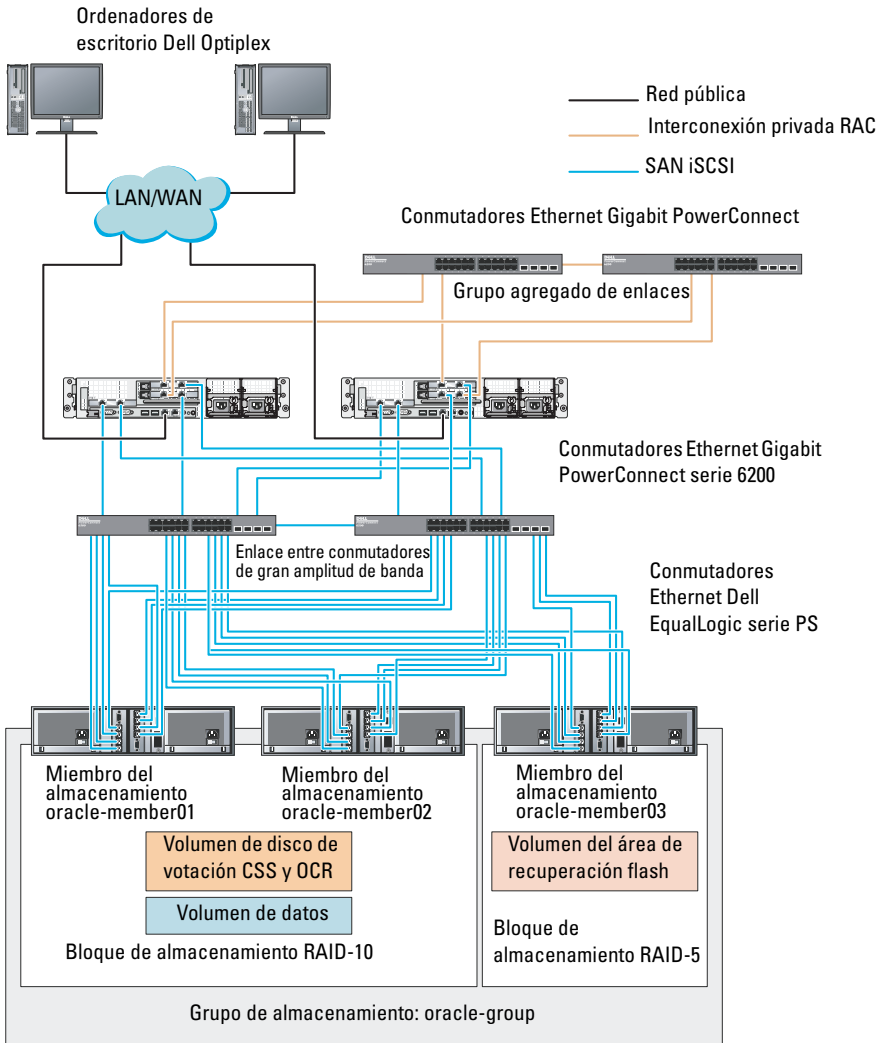 Ordenadores de
escritorio Dell Optiplex
Red pública
Interconexión privada RAC
SAN iSCSI
LAN/WAN
Conmutadores Ethernet Gigabit PowerConnect
Grupo agregado de enlaces
Conmutadores Ethernet Gigabit
PowerConnect serie 6200
Enlace entre conmutadores
de gran amplitud de banda
Conmutadores
Ethernet Dell
EqualLogic serie PS
Miembro del
almacenamiento
oracle-member01
Miembro del
almacenamiento
oracle-member02
Miembro del
almacenamiento
oracle-member03
Volumen de disco de
votación CSS y OCR
Volumen de datos
Bloque de almacenamiento RAID-10
Volumen del área de
recuperación flash
Bloque de
almacenamiento RAID-5
Grupo de almacenamiento: oracle-group